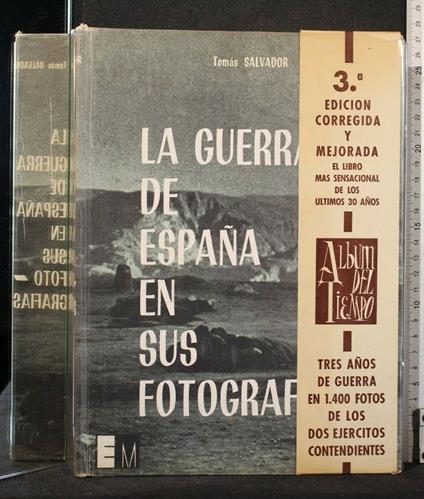 Tomás SALVADOR
LA GUERRA
DE
ESPAÑA
EN
SUS
FOTOGRAF
EM
3.ª
EDICION
CORREGIDA
Y
MEJORADA
EL LIBRO
MAS SENSACIONAL
DE LOS
ULTIMOS 30 AÑOS
ALBUM
DEL
TIEMPO
TRES AÑOS
DE GUERRA
EN 1.400 FOTOS
DE LOS
DOS EJERCITOS
CONTENDIENTES
Tomás SALVADO
LA
GUERRA
DE
ESPAÑA
EN
SUS
FOTO-
GRAFIAS